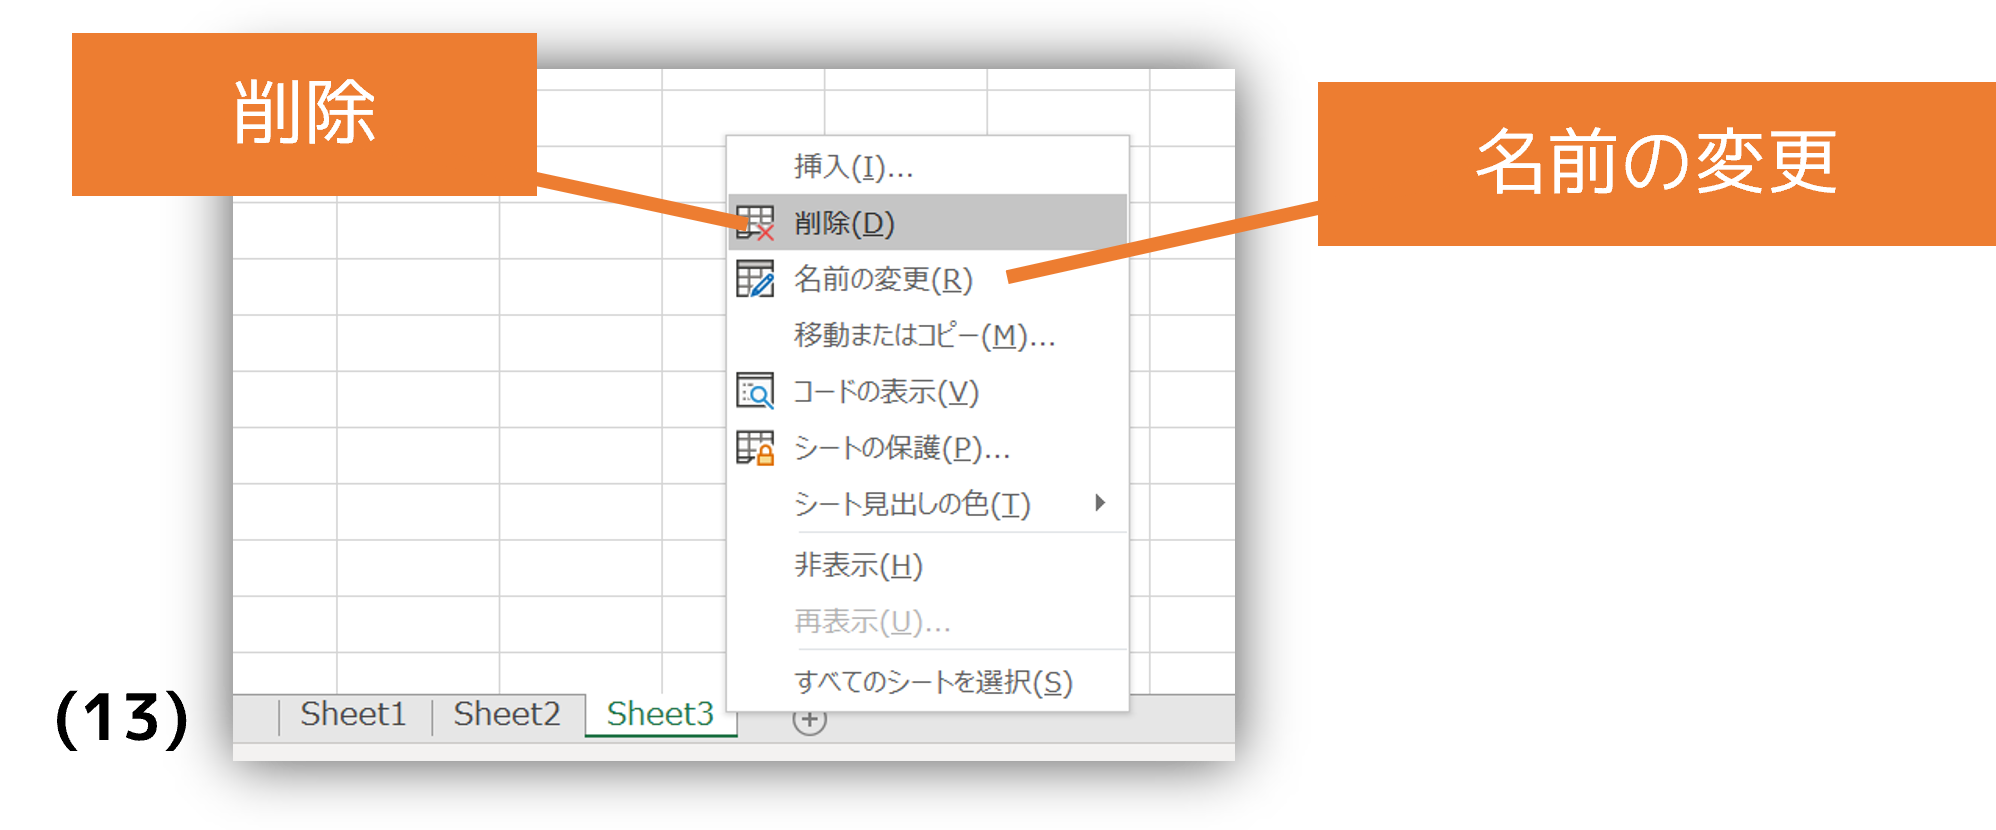 削除
名前の変更
挿入(I)...
削除(D)
名前の変更(R)
移動またはコピー(M)...
コードの表示(V)
シートの保護(P)...
シート見出しの色(T)
非表示(H)
再表示(U)...
すべてのシートを選択(S)
(13)
Sheet1 Sheet2 Sheet3